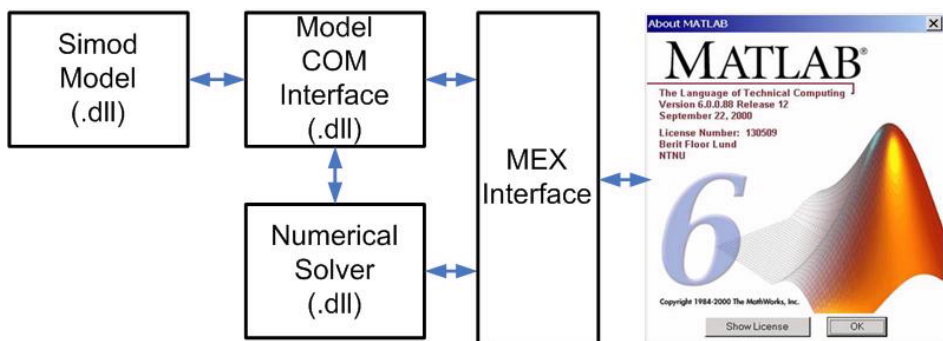 Simod
Model
(.dll)
Model
COM
Interface
(.dll)
Numerical
Solver
(.dll)
MEX
Interface
About MATLAB
MATLAB®
The Language of Technical Computing
Version 6.0.0.88 Release 12
September 22, 2000
License Number: 130509
Berit Floor Lund
NTNU
6
Copyright 1984-2000 The MathWorks, Inc.
Show License
OK